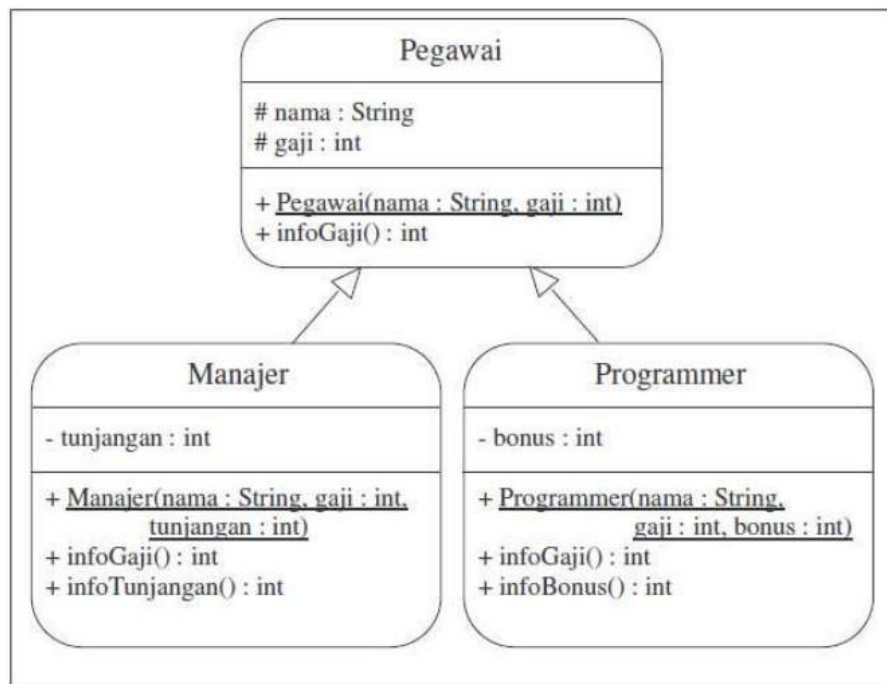 Pegawai
# nama : String
# gaji : int
+ Pegawai(nama : String, gaji : int)
+ infoGaji() : int
Manajer
- tunjangan : int
+ Manajer(nama : String, gaji : int,
tunjangan : int)
+ infoGaji() : int
+ infoTunjangan() : int
Programmer
- bonus : int
+ Programmer(nama : String,
gaji : int, bonus : int)
+ infoGaji() : int
+ infoBonus() : int